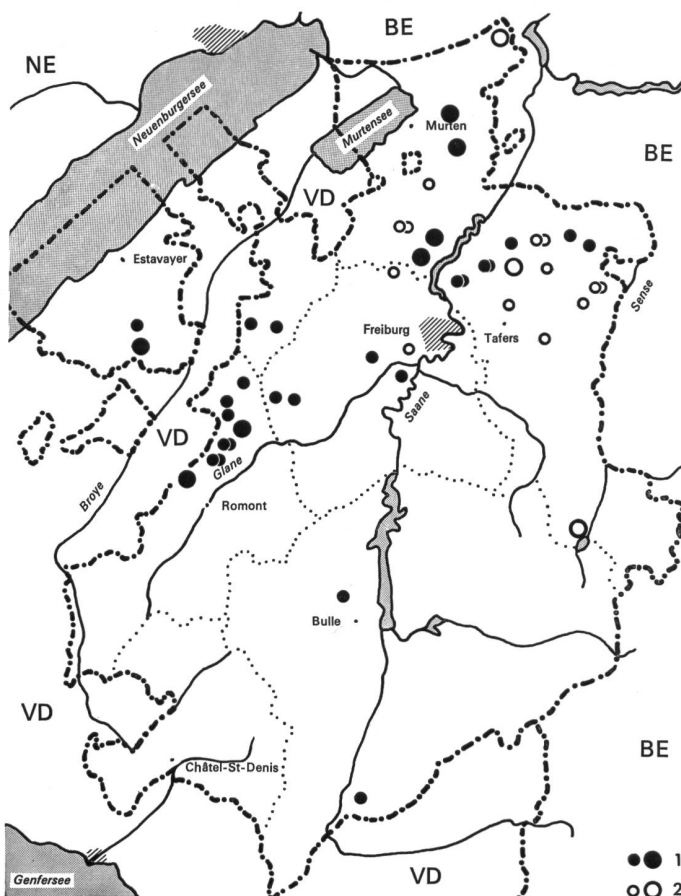 BE
NE
Neuenburgersee
Murtensee
Murten
BE
VD
Estavayer
Sense
Freiburg
Tafers
Saane
VD
Glane
Broye
Romont
Bulle
VD
BE
Châtel-St-Denis
1
Genfersee
VD
2